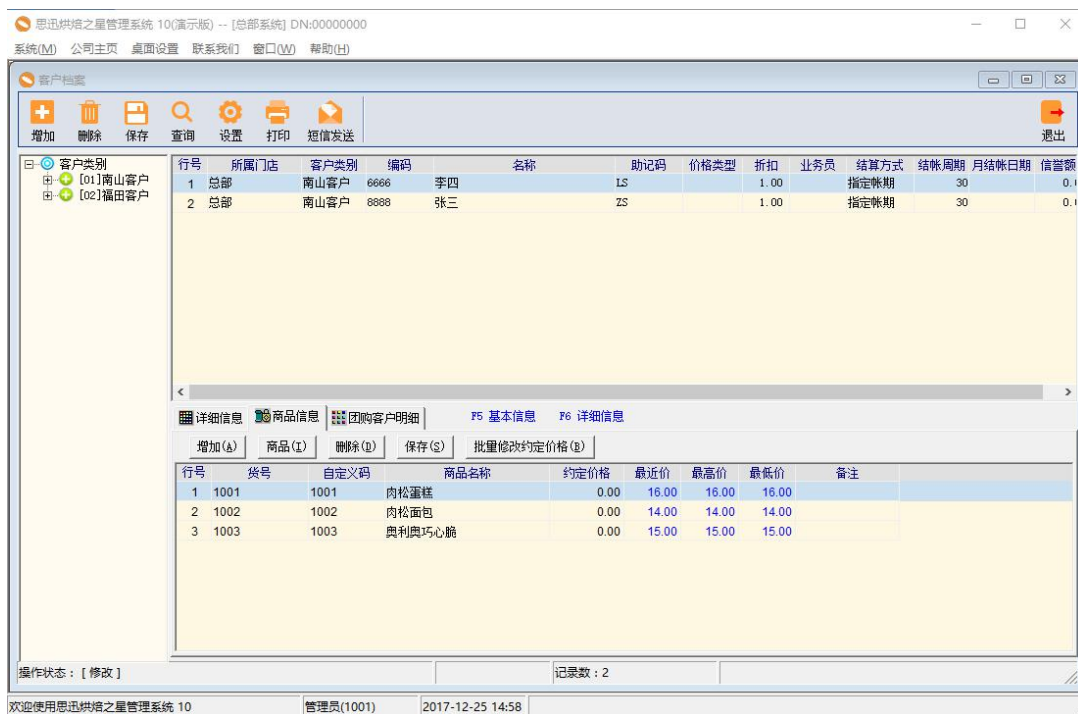 思迅烘焙之星管理系统 10(演示版) -- [总部系统] DN:00000000
系统(M) 公司主页 桌面设置 联系我们 窗口(W) 帮助(H)
客户档案
增加 删除 保存 查询 设置 打印 短信发送 退出
客户类别
[01]南山客户
[02]福田客户
行号 所属门店 客户类别 编码 名称 助记码 价格类型 折扣 业务员 结算方式 结帐周期 月结帐日期 信誉额
1 总部 南山客户 6666 李四 LS 1.00 指定帐期 30 0.
2 总部 南山客户 8888 张三 ZS 1.00 指定帐期 30 0.
详细信息 商品信息 团购客户明细 F5 基本信息 F6 详细信息
增加(A) 商品(I) 删除(D) 保存(S) 批量修改约定价格(B)
行号 货号 自定义码 商品名称 约定价格 最近价 最高价 最低价 备注
1 1001 1001 肉松蛋糕 0.00 16.00 16.00 16.00
2 1002 1002 肉松面包 0.00 14.00 14.00 14.00
3 1003 1003 奥利奥巧心脆 0.00 15.00 15.00 15.00
操作状态：[ 修改 ] 记录数：2
欢迎使用思迅烘焙之星管理系统 10 管理员(1001) 2017-12-25 14:58